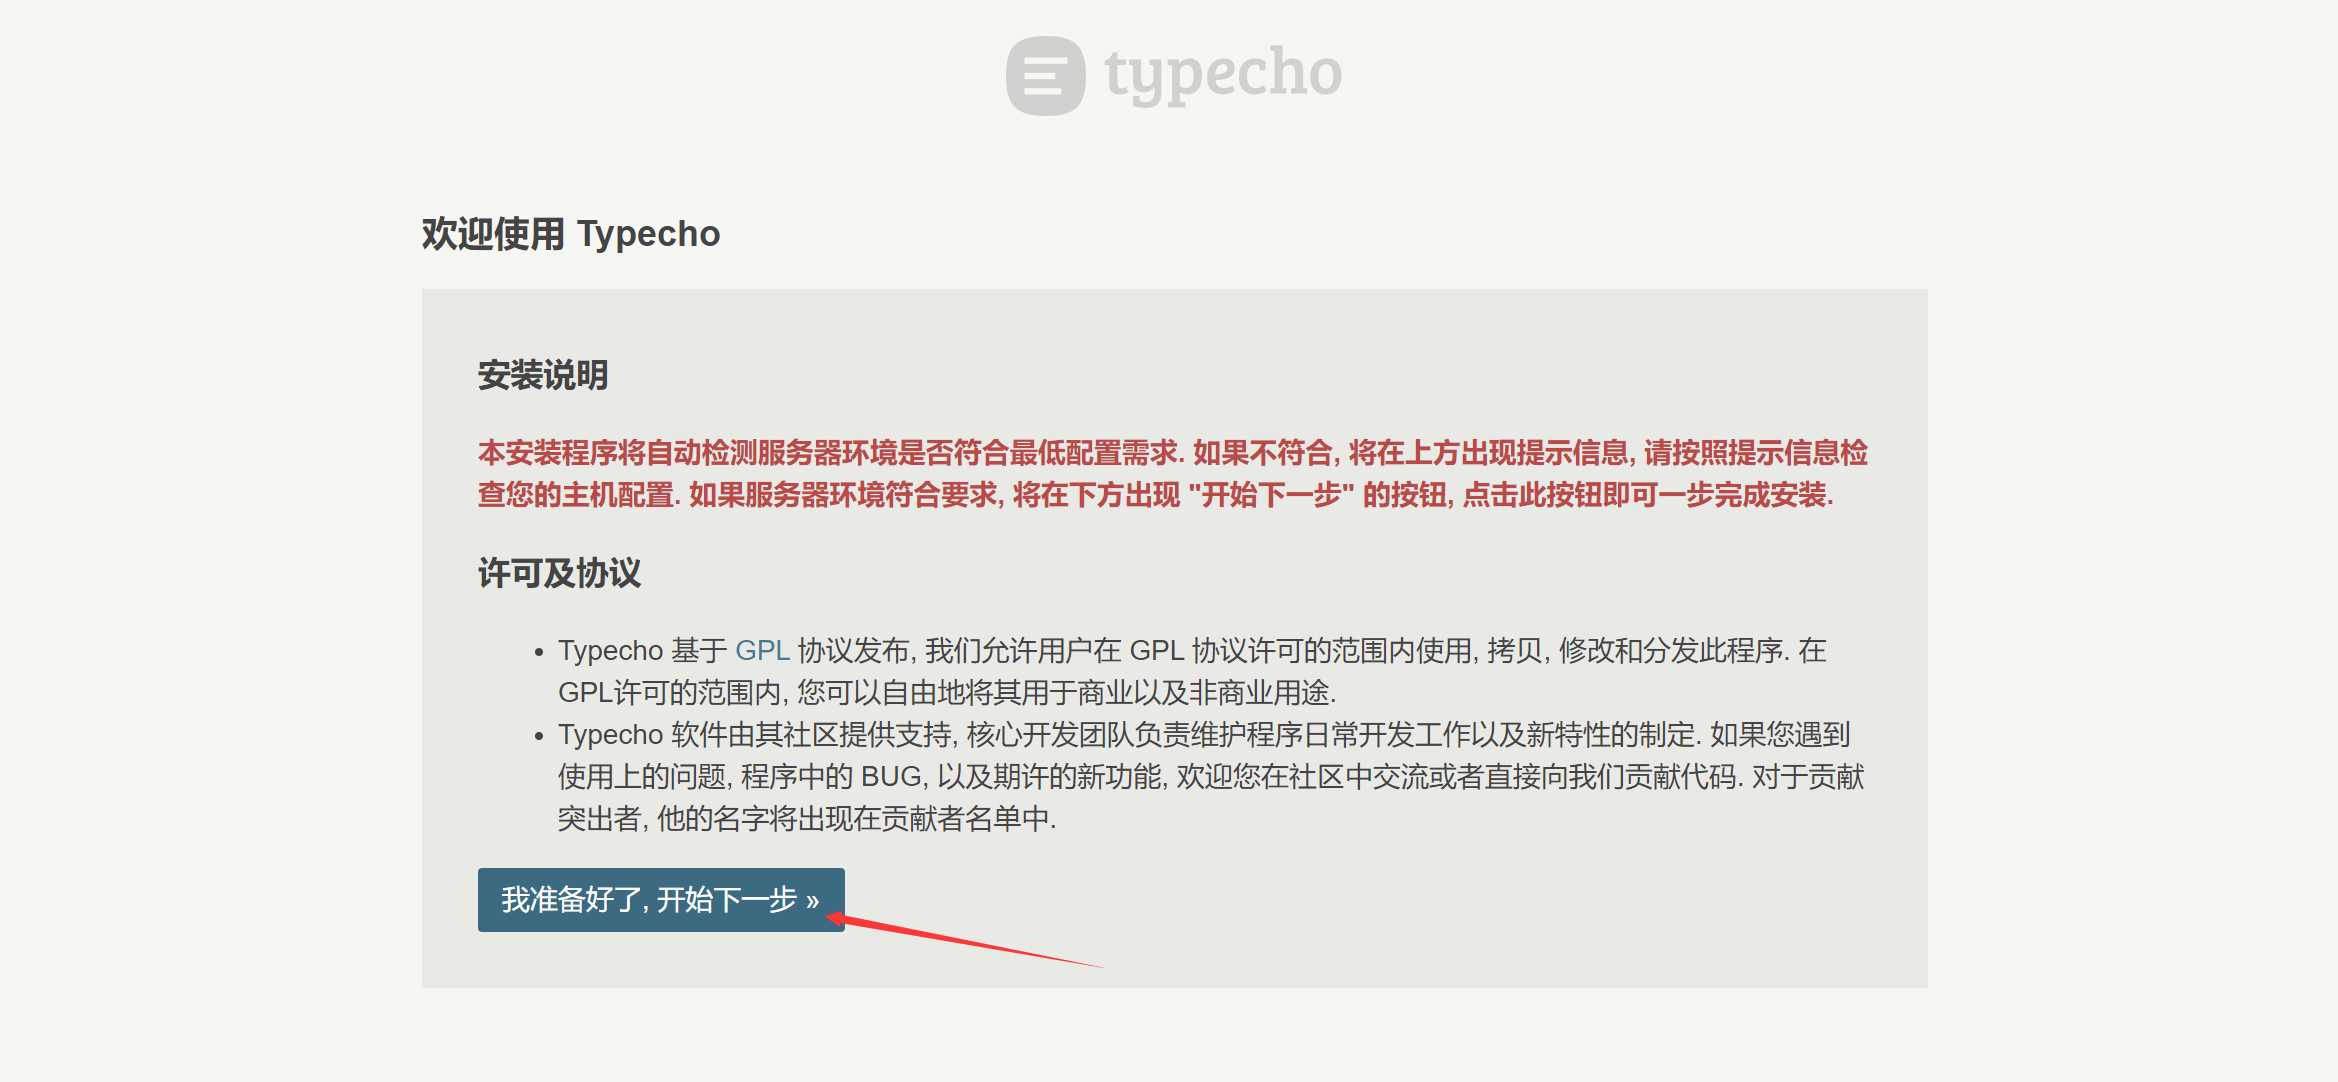 typecho
欢迎使用 Typecho
安装说明
本安装程序将自动检测服务器环境是否符合最低配置需求. 如果不符合, 将在上方出现提示信息, 请按照提示信息检
查您的主机配置. 如果服务器环境符合要求, 将在下方出现 "开始下一步" 的按钮, 点击此按钮即可一步完成安装.
许可及协议
• Typecho 基于 GPL 协议发布, 我们允许用户在 GPL 协议许可的范围内使用, 拷贝, 修改和分发此程序. 在
GPL许可的范围内, 您可以自由地将其用于商业以及非商业用途.
• Typecho 软件由其社区提供支持, 核心开发团队负责维护程序日常开发工作以及新特性的制定. 如果您遇到
使用上的问题, 程序中的 BUG, 以及期许的新功能, 欢迎您在社区中交流或者直接向我们贡献代码. 对于贡献
突出者, 他的名字将出现在贡献者名单中.
我准备好了, 开始下一步 »